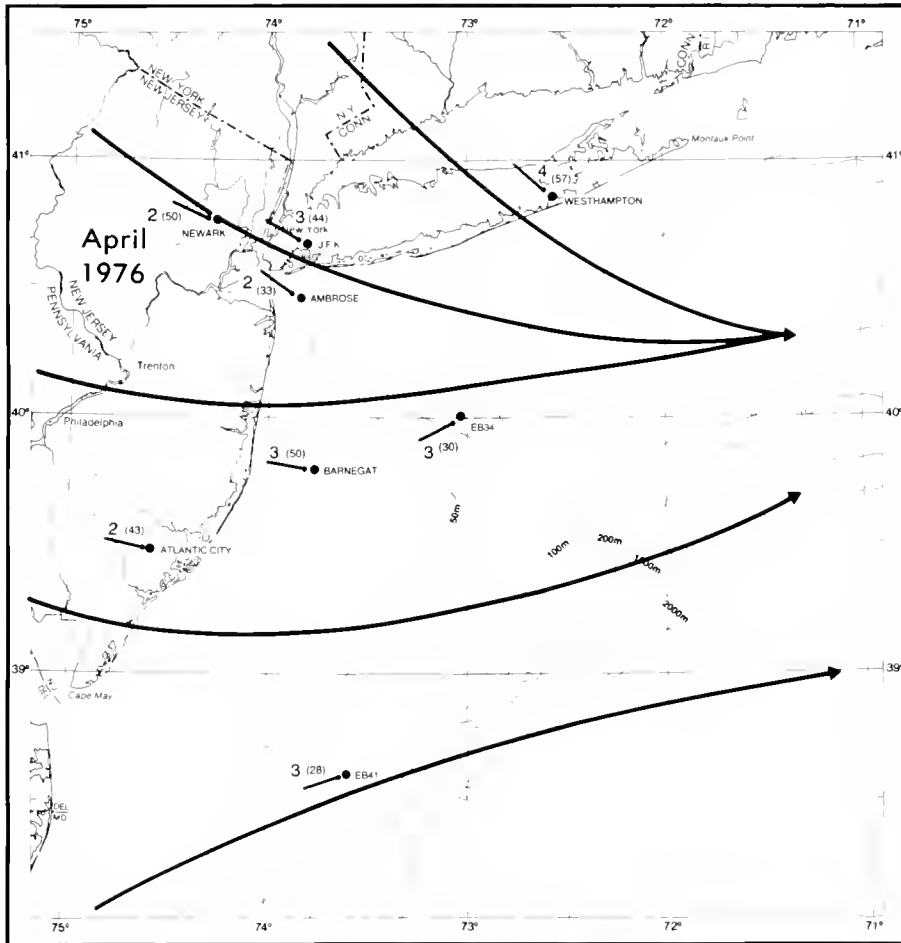 75° 74° 73° 72° 71°
NEW YORK
NEW JERSEY
N.Y.
CONN
CONN
R I
Montauk Point
41° 41°
4 (57)
WESTHAMPTON
2 (50)
NEWARK
3 (44)
New York
J F K
April
1976
2 (33)
AMBROSE
NEW JERSEY
PENNSYLVANIA
Trenton
Philadelphia
40° 40°
EB34
3 (30)
3 (50)
BARNEGAT
50m
2 (43)
ATLANTIC CITY
100m
200m
2000m
39° 39°
N J
DEL
Cape May
3 (28)
EB41
DEL
MD
75° 74° 73° 72° 71°